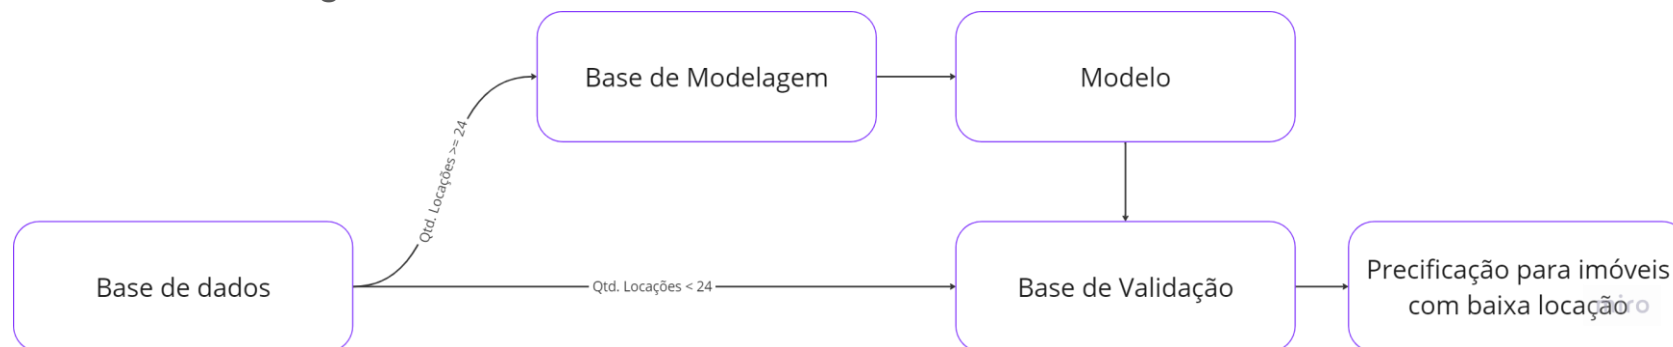 Base de Modelagem
Modelo
Qtd. Locações >= 24
Base de dados
Qtd. Locações < 24
Base de Validação
Precificação para imóveis
com baixa locação
miro